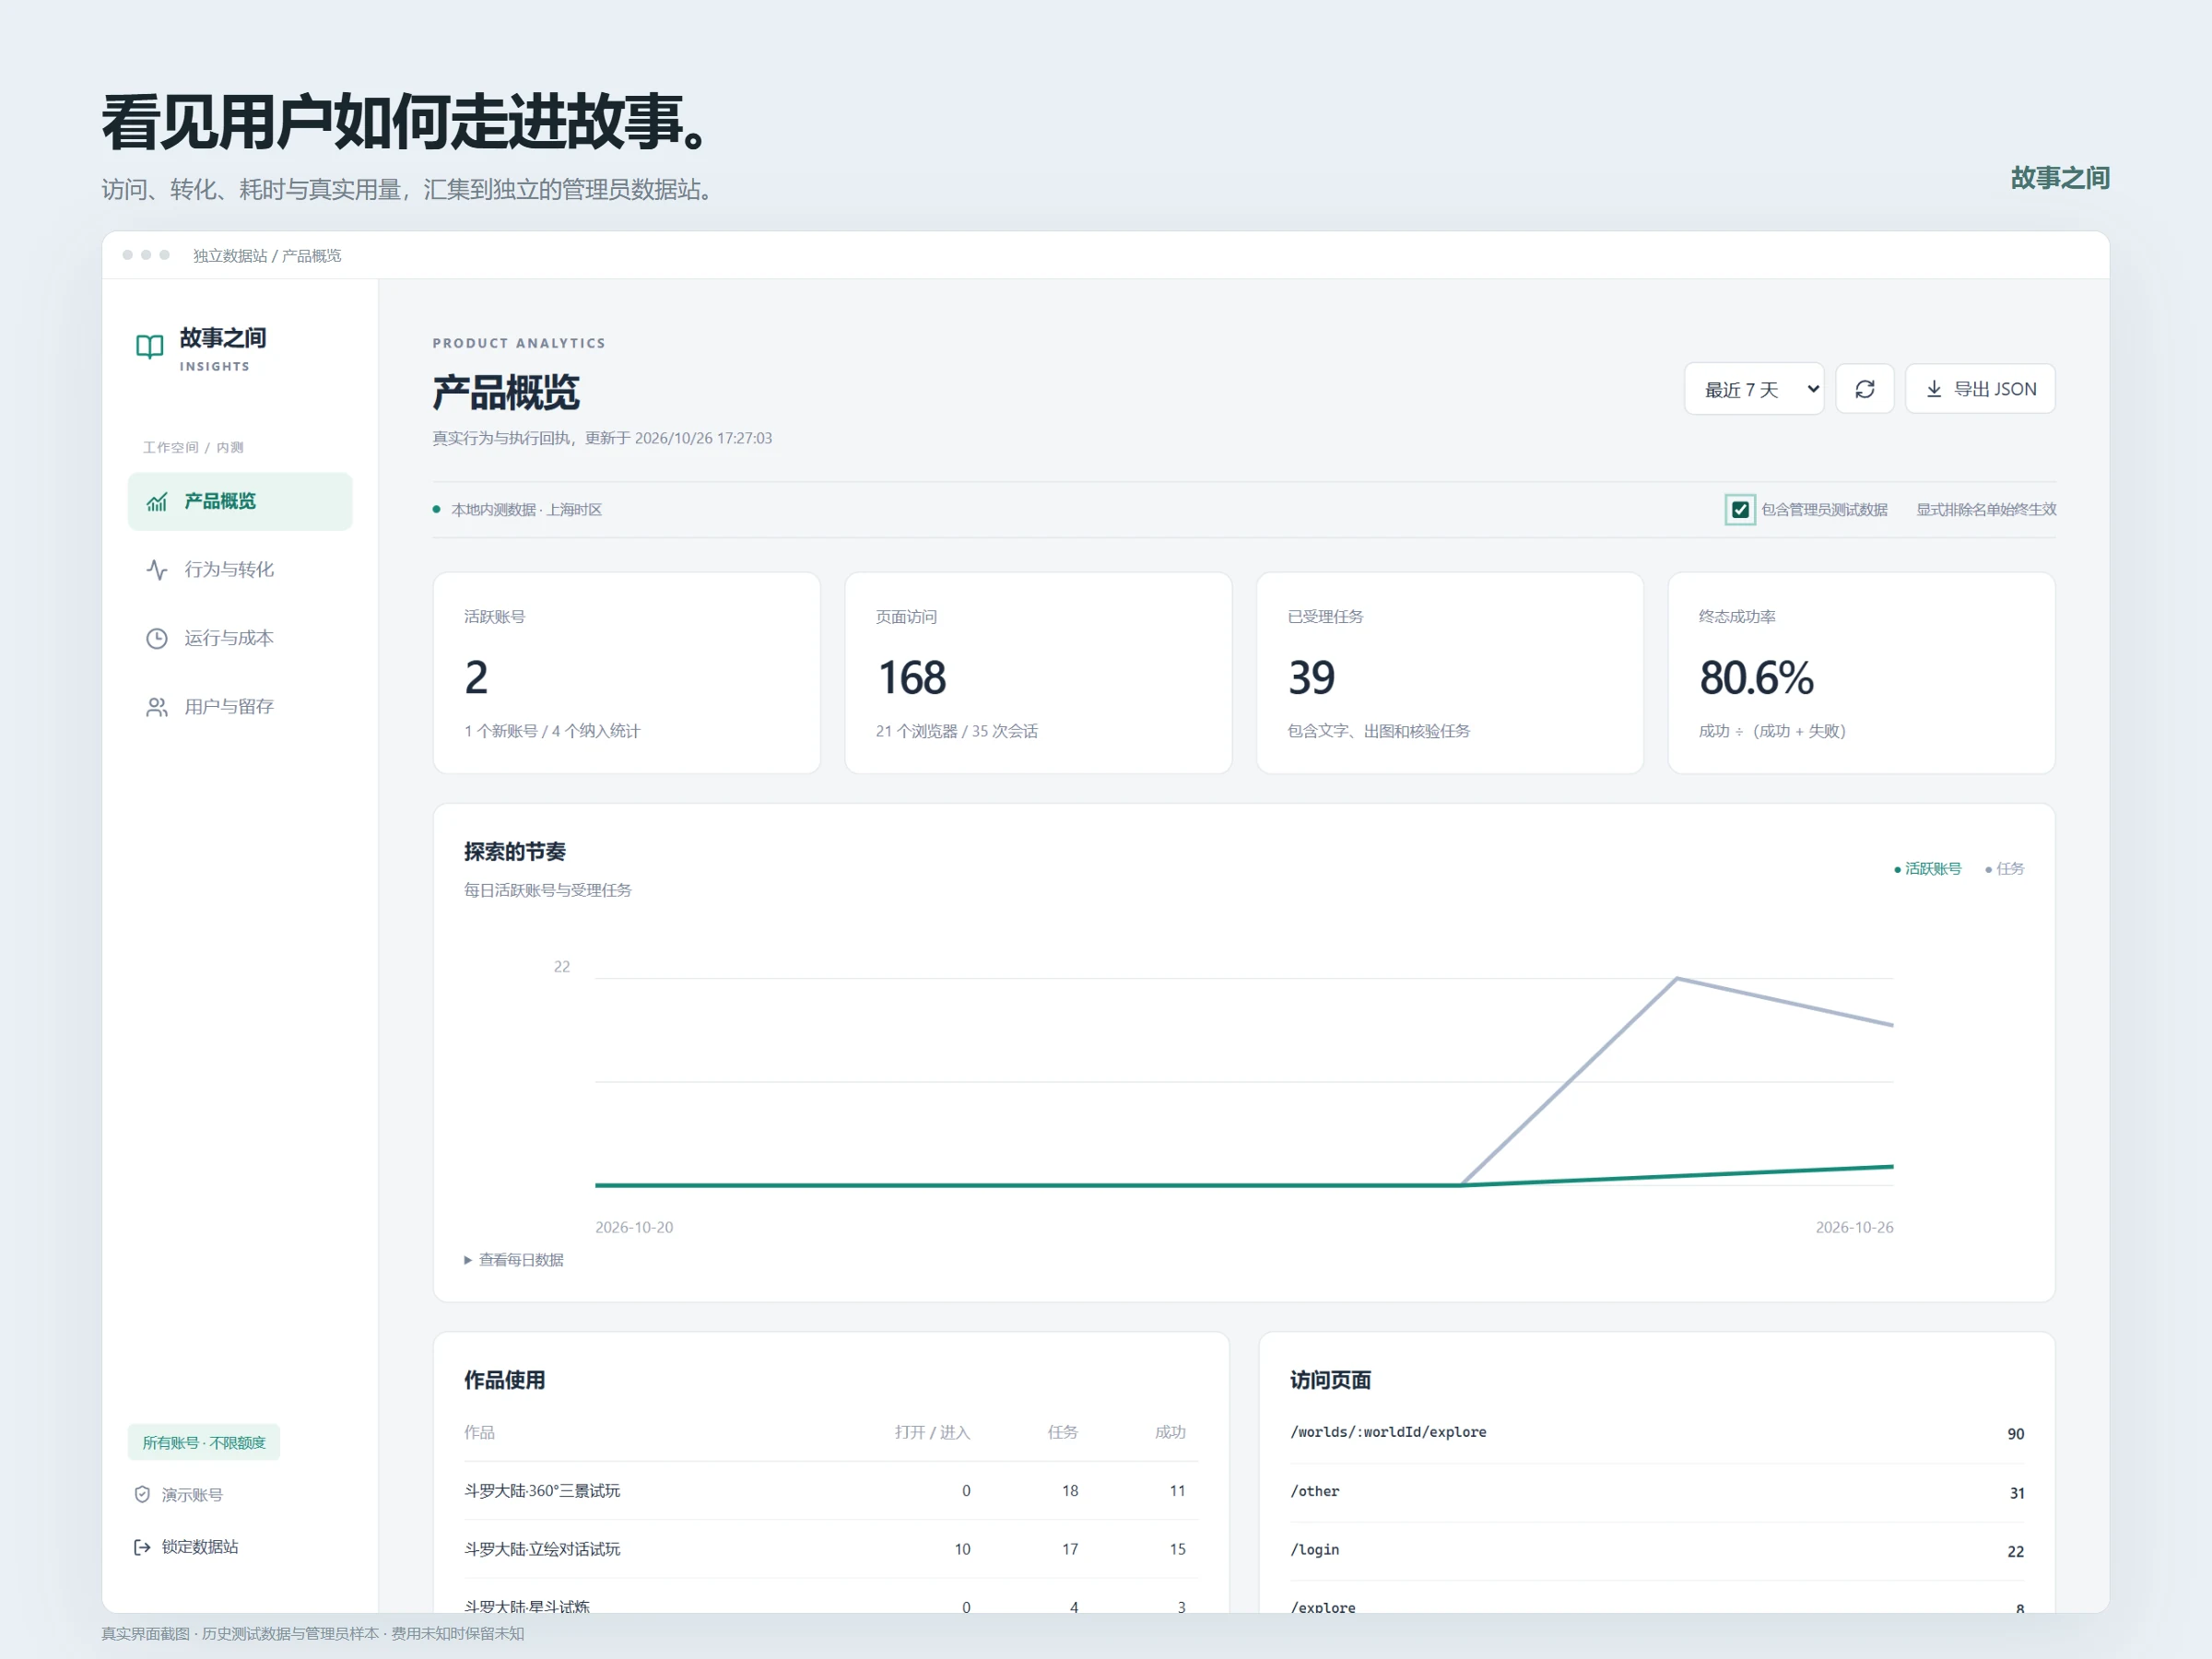 看见用户如何走进故事。
访问、转化、耗时与真实用量，汇集到独立的管理员数据站。
故事之间
独立数据站 / 产品概览
故事之间
INSIGHTS
工作空间 / 内测
产品概览
行为与转化
运行与成本
用户与留存
所有账号 · 不限额度
演示账号
锁定数据站
PRODUCT ANALYTICS
产品概览
真实行为与执行回执，更新于 2026/10/26 17:27:03
最近 7 天
导出 JSON
本地内测数据 · 上海时区
包含管理员测试数据
显式排除名单始终生效
活跃账号
2
1 个新账号 / 4 个纳入统计
页面访问
168
21 个浏览器 / 35 次会话
已受理任务
39
包含文字、出图和核验任务
终态成功率
80.6%
成功 ÷（成功 + 失败）
探索的节奏
每日活跃账号与受理任务
活跃账号
任务
22
2026-10-20
2026-10-26
查看每日数据
作品使用
作品 打开 / 进入 任务 成功
斗罗大陆·360°三景试玩 0 18 11
斗罗大陆·立绘对话试玩 10 17 15
斗罗大陆·星斗试炼 0 4 3
访问页面
/worlds/:worldId/explore 90
/other 31
/login 22
/explore 8
真实界面截图 · 历史测试数据与管理员样本 · 费用未知时保留未知